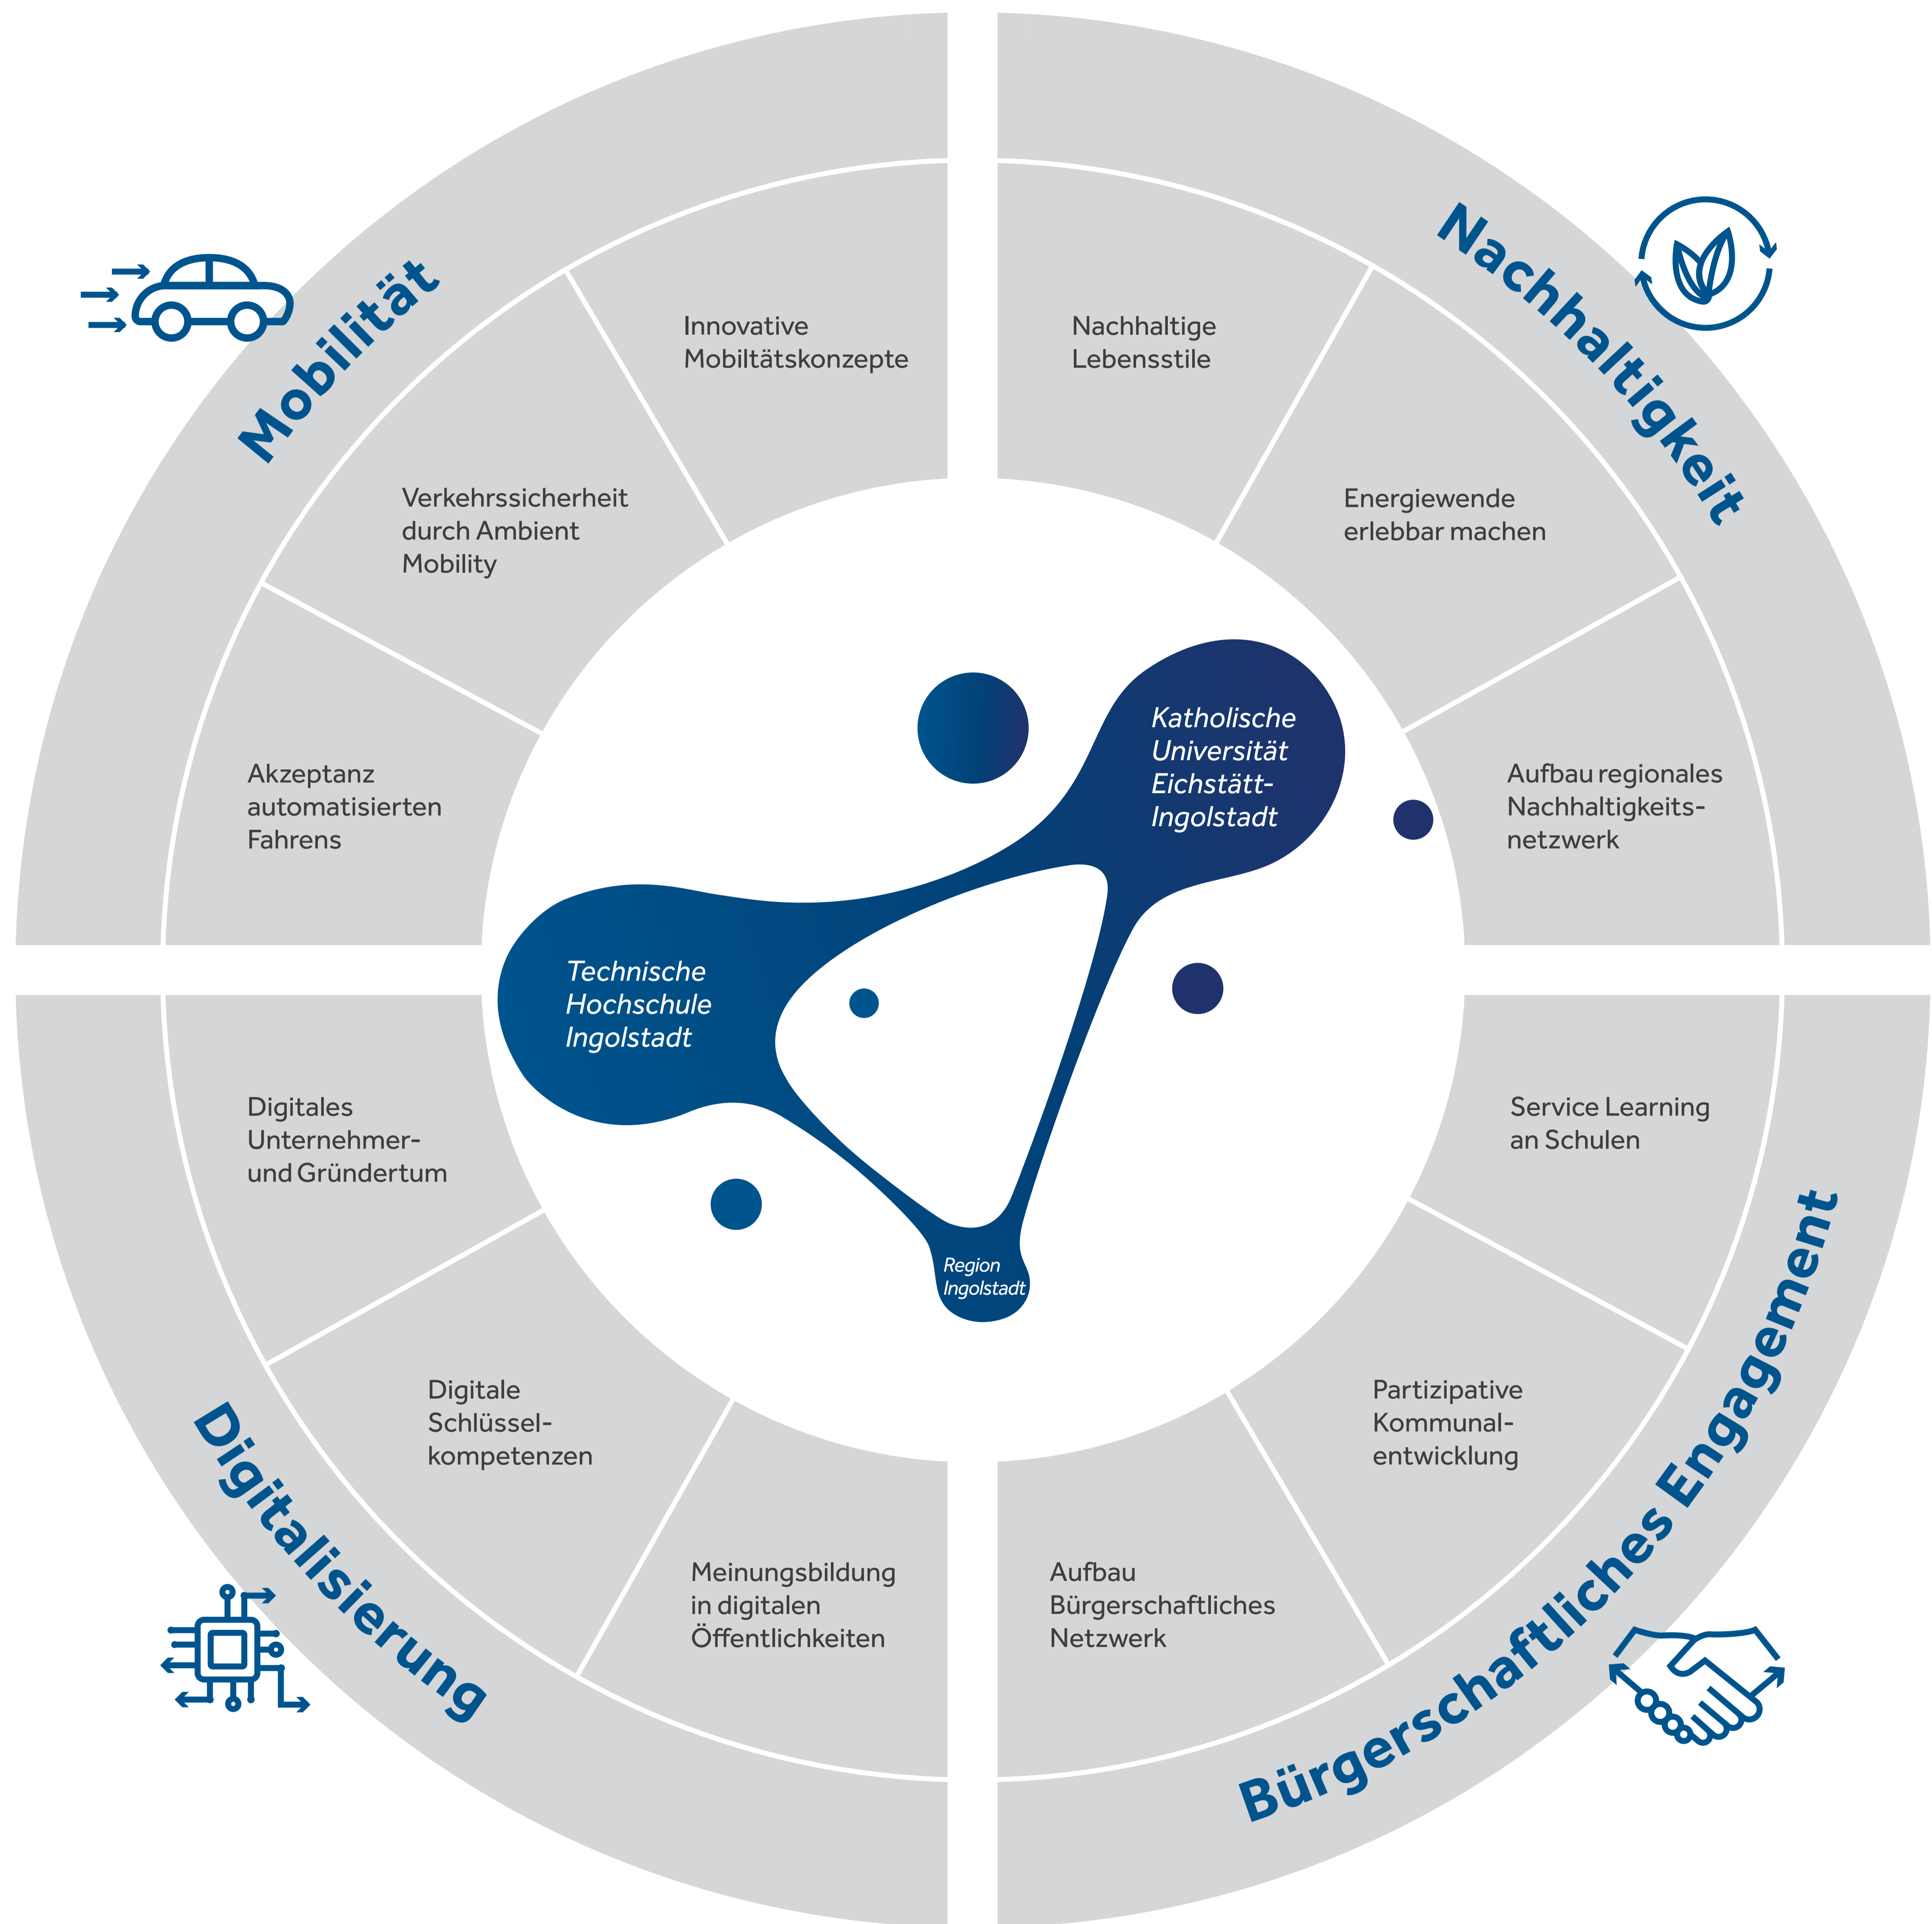 Mobilität
Innovative
Mobiltätskonzepte
Verkehrssicherheit
durch Ambient
Mobility
Akzeptanz
automatisierten
Fahrens
Nachhaltigkeit
Nachhaltige
Lebensstile
Energiewende
erlebbar machen
Aufbau regionales
Nachhaltigkeits-
netzwerk
Katholische
Universität
Eichstätt-
Ingolstadt
Technische
Hochschule
Ingolstadt
Region
Ingolstadt
Digitalisierung
Digitales
Unternehmer-
und Gründertum
Digitale
Schlüssel-
kompetenzen
Meinungsbildung
in digitalen
Öffentlichkeiten
Bürgerschaftliches Engagement
Service Learning
an Schulen
Partizipative
Kommunal-
entwicklung
Aufbau
Bürgerschaftliches
Netzwerk